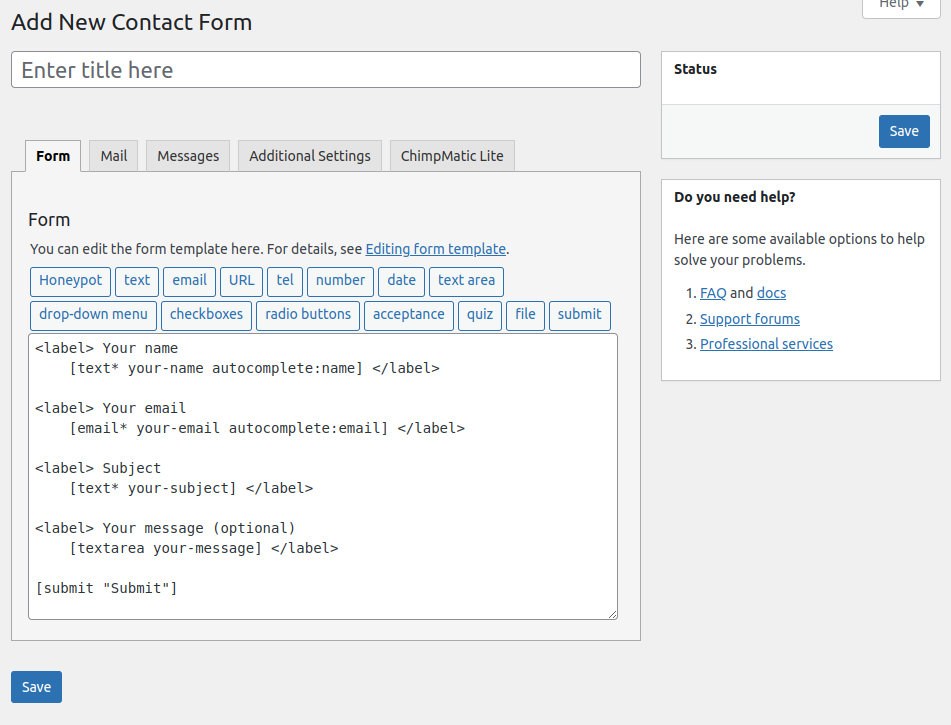 Help
Add New Contact Form
Enter title here
Form Mail Messages Additional Settings ChimpMatic Lite
Form
You can edit the form template here. For details, see Editing form template.
Honeypot text email URL tel number date text area
drop-down menu checkboxes radio buttons acceptance quiz file submit
<label> Your name
    [text* your-name autocomplete:name] </label>
<label> Your email
    [email* your-email autocomplete:email] </label>
<label> Subject
    [text* your-subject] </label>
<label> Your message (optional)
    [textarea your-message] </label>
[submit "Submit"]
Save
Status
Save
Do you need help?
Here are some available options to help
solve your problems.
1. FAQ and docs
2. Support forums
3. Professional services